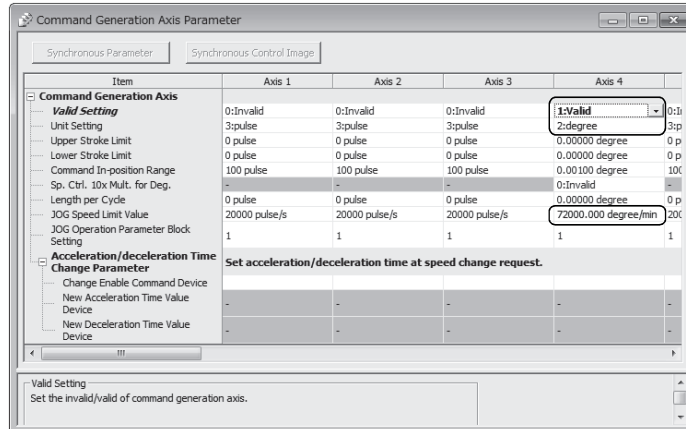 Command Generation Axis Parameter
Synchronous Parameter Synchronous Control Image
Item Axis 1 Axis 2 Axis 3 Axis 4
Command Generation Axis
Valid Setting 0:Invalid 0:Invalid 0:Invalid 1:Valid
Unit Setting 3:pulse 3:pulse 3:pulse 2:degree
Upper Stroke Limit 0 pulse 0 pulse 0 pulse 0.00000 degree
Lower Stroke Limit 0 pulse 0 pulse 0 pulse 0.00000 degree
Command In-position Range 100 pulse 100 pulse 100 pulse 0.00100 degree 100
Sp. Ctrl. 10x Mult. for Deg. - - - 0:Invalid -
Length per Cycle 0 pulse 0 pulse 0 pulse 0.00000 degree
JOG Speed Limit Value 20000 pulse/s 20000 pulse/s 20000 pulse/s 72000.000 degree/min
JOG Operation Parameter Block Setting 1 1 1 1 1
Acceleration/deceleration Time Change Parameter Set acceleration/deceleration time at speed change request.
Change Enable Command Device
New Acceleration Time Value Device - - - - -
New Deceleration Time Value Device - - - - -
Valid Setting
Set the invalid/valid of command generation axis.